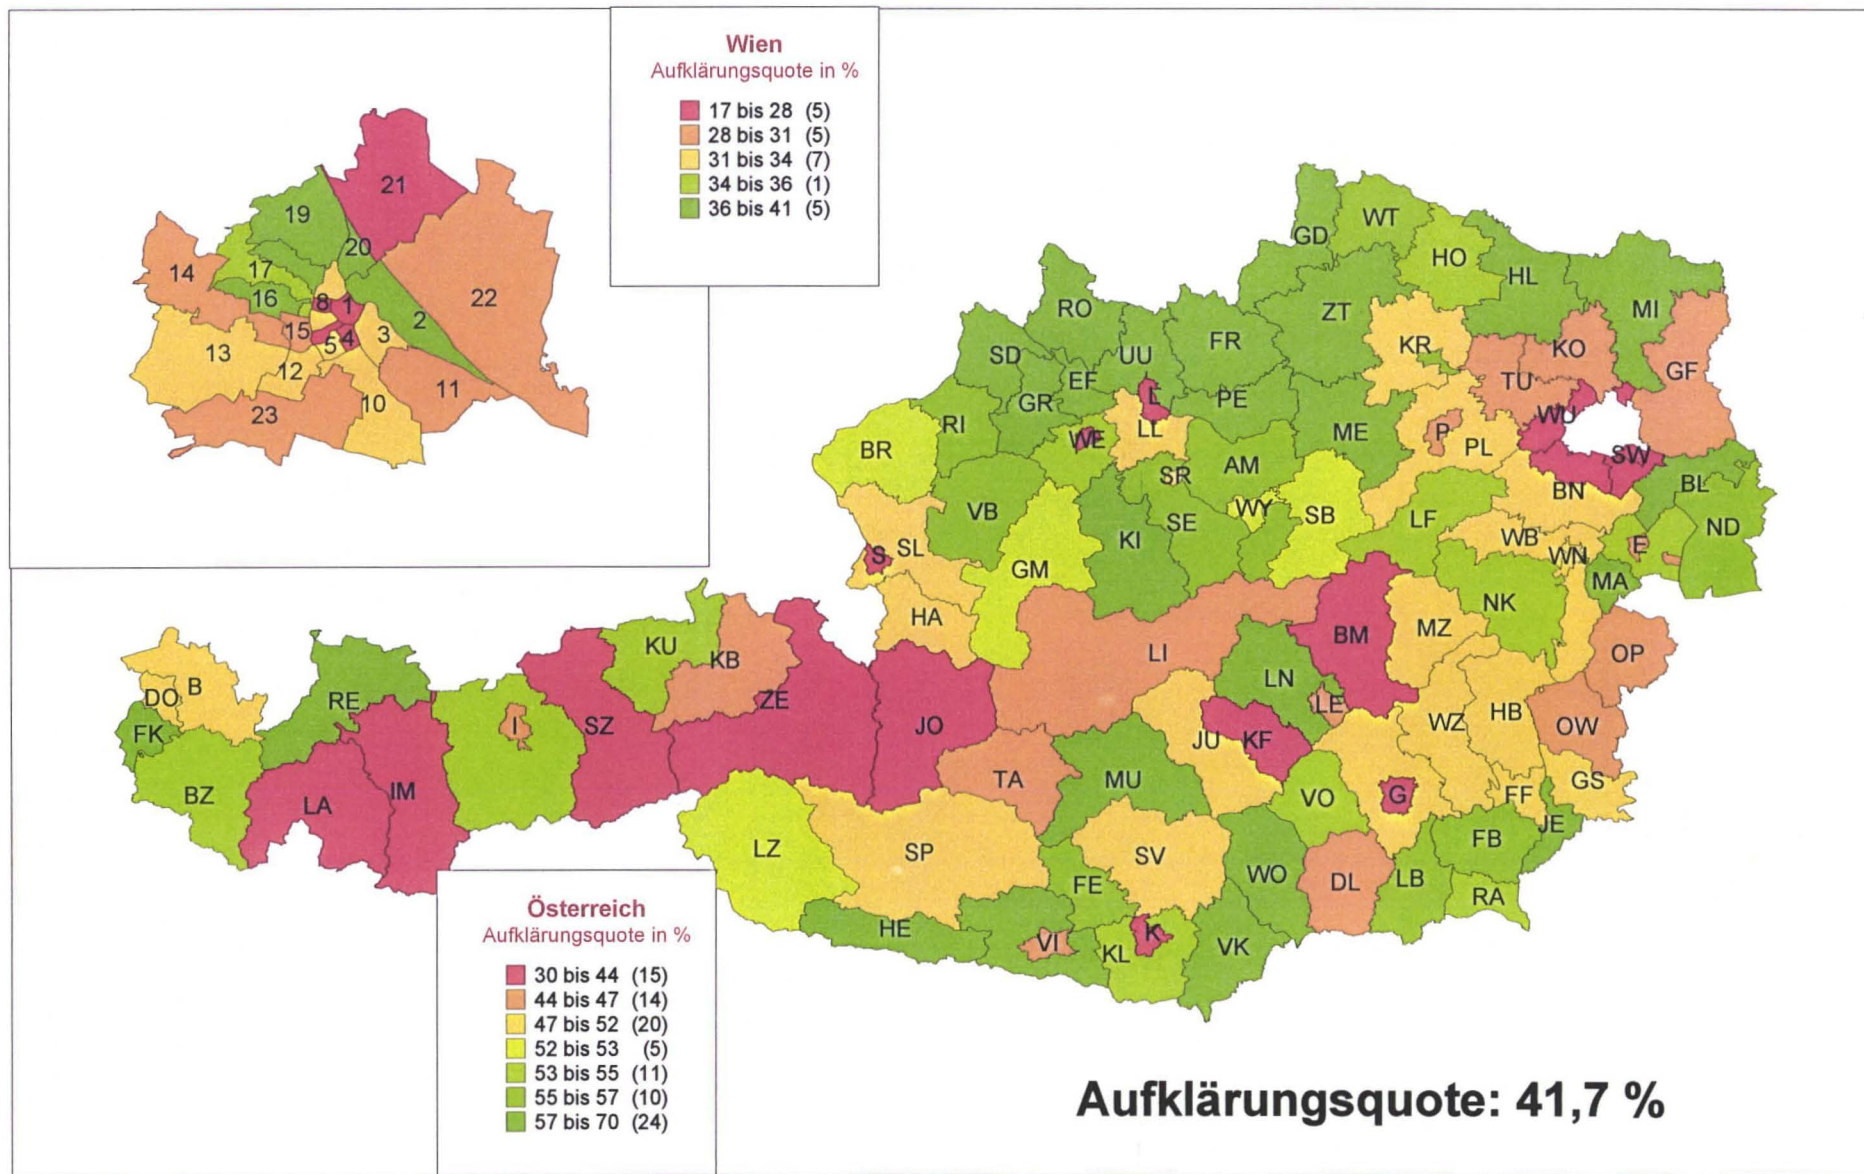 Wien
Aufklärungsquote in %
17 bis 28 (5)
28 bis 31 (5)
31 bis 34 (7)
34 bis 36 (1)
36 bis 41 (5)
21
19
20
14
17
16
8
1
22
2
15
5
4
3
13
12
11
10
23
GD
WT
HO
HL
MI
RO
ZT
SD
UU
FR
KR
KO
GF
EF
TU
GR
L
PE
RI
WU
BR
WE
LL
ME
P
PL
SW
SR
AM
BN
BL
VB
WY
SB
LF
ND
SE
KI
WB
E
S
SL
WN
GM
MA
HA
NK
BM
MZ
KU
KB
LI
OP
DO
B
LN
RE
ZE
LE
HB
FK
I
SZ
JO
WZ
OW
JU
KF
BZ
LA
IM
TA
MU
VO
G
FF
GS
JE
LZ
SP
SV
FB
WO
DL
LB
FE
RA
HE
VI
K
KL
VK
Österreich
Aufklärungsquote in %
30 bis 44 (15)
44 bis 47 (14)
47 bis 52 (20)
52 bis 53 (5)
53 bis 55 (11)
55 bis 57 (10)
57 bis 70 (24)
Aufklärungsquote: 41,7 %